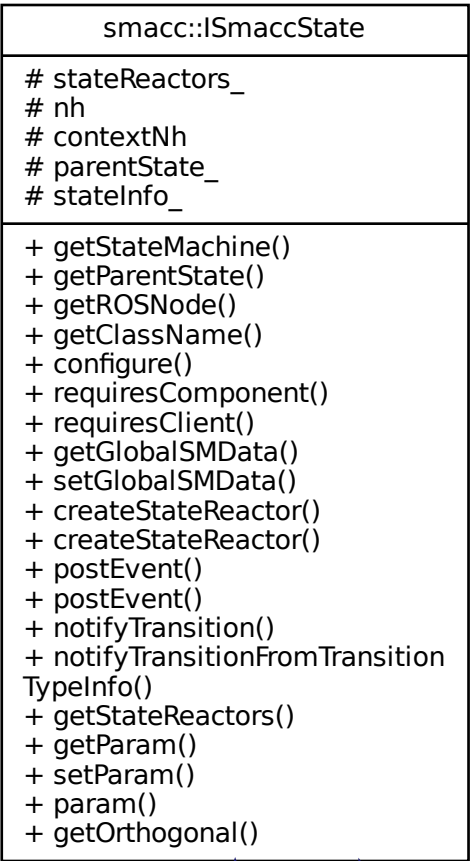 smacc::ISmaccState
# stateReactors_
# nh
# contextNh
# parentState_
# stateInfo_
+ getStateMachine()
+ getParentState()
+ getROSNode()
+ getClassName()
+ configure()
+ requiresComponent()
+ requiresClient()
+ getGlobalSMData()
+ setGlobalSMData()
+ createStateReactor()
+ createStateReactor()
+ postEvent()
+ postEvent()
+ notifyTransition()
+ notifyTransitionFromTransition
TypeInfo()
+ getStateReactors()
+ getParam()
+ setParam()
+ param()
+ getOrthogonal()